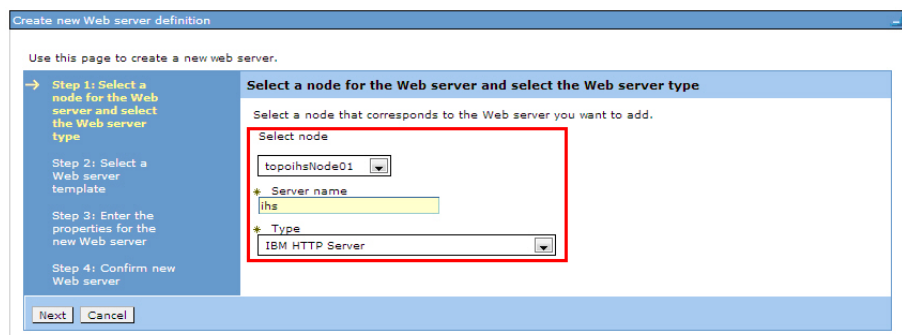 Create new Web server definition
Use this page to create a new web server.
Step 1: Select a
node for the Web
server and select
the Web server
type
Step 2: Select a
Web server
template
Step 3: Enter the
properties for the
new Web server
Step 4: Confirm new
Web server
Select a node for the Web server and select the Web server type
Select a node that corresponds to the Web server you want to add.
Select node
topoihsNode01
* Server name
ihs
* Type
IBM HTTP Server
Next Cancel